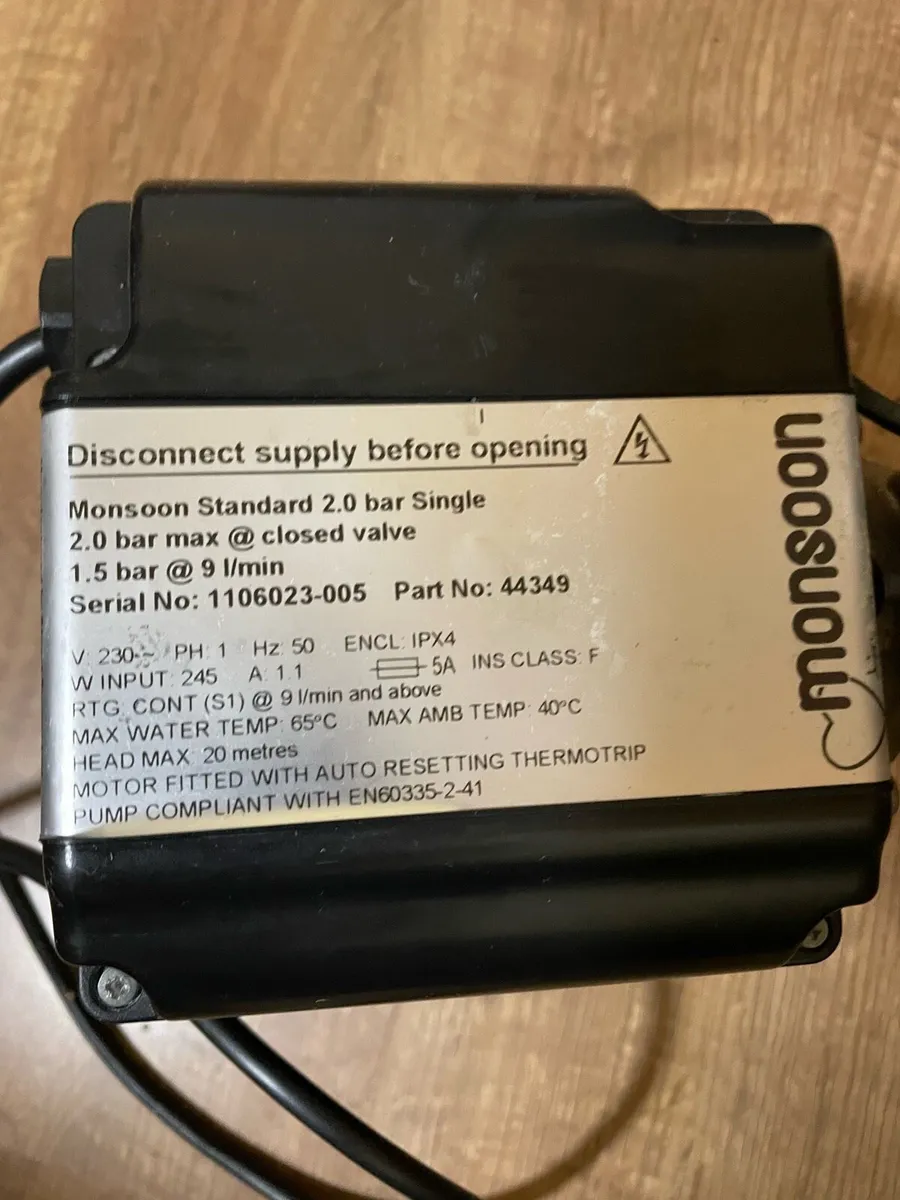 Disconnect supply before opening
Monsoon Standard 2.0 bar Single
2.0 bar max @ closed valve
1.5 bar @ 9 l/min
Serial No: 1106023-005 Part No: 44349
V: 230~ PH: 1 Hz: 50 ENCL: IPX4
W INPUT: 245 A: 1.1 5A INS CLASS: F
RTG. CONT (S1) @ 9 l/min and above
MAX WATER TEMP: 65ºC MAX AMB TEMP: 40ºC
HEAD MAX: 20 metres
MOTOR FITTED WITH AUTO RESETTING THERMOTRIP
PUMP COMPLIANT WITH EN60335-2-41
monsoon